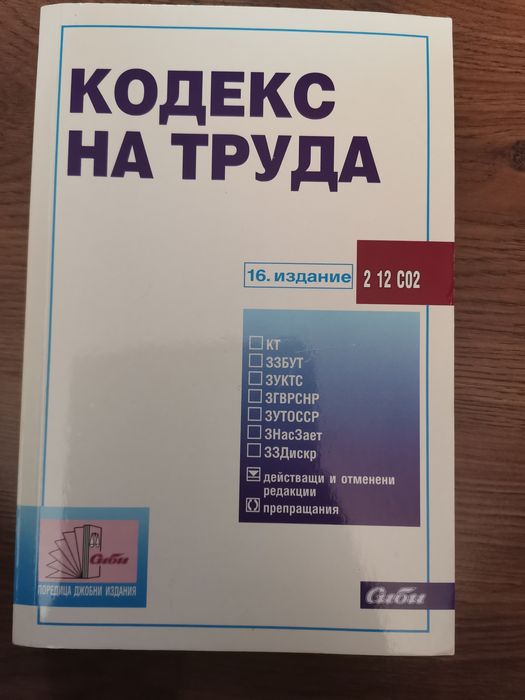 КОДЕКС
НА ТРУДА
16. издание
2 12 С02
КТ
ЗЗБУТ
ЗУКТС
ЗГВРСНР
ЗУТОССР
ЗНасЗает
ЗЗДискр
действащи и отменени
редакции
препращания
Сиби
ПОРЕДИЦА ДЖОБНИ ИЗДАНИЯ
Сиби